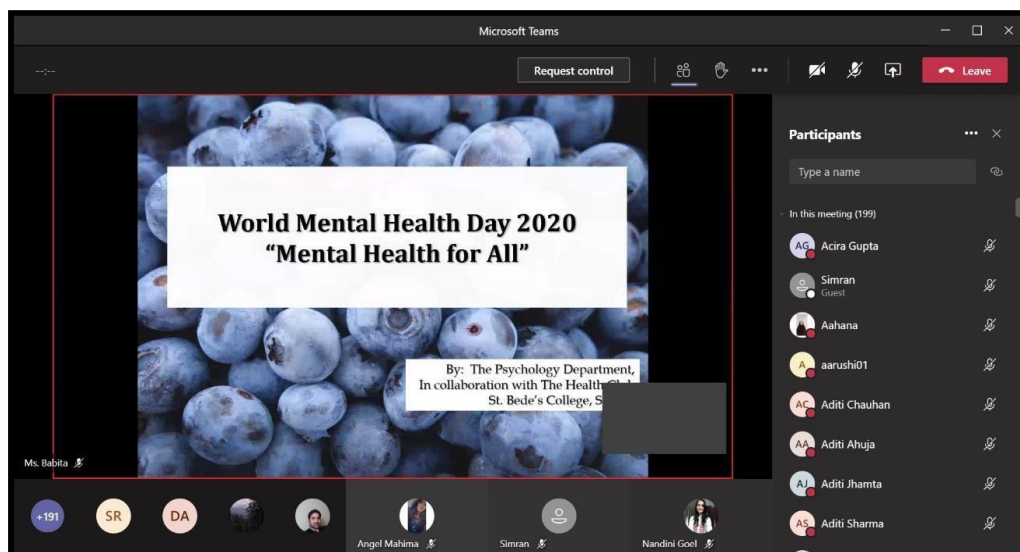 Microsoft Teams
--:--
Request control
Leave
World Mental Health Day 2020
“Mental Health for All”
By: The Psychology Department,
In collaboration with The Health
St. Bede's College,
Ms. Babita
+191
SR
DA
Angel Mahima
Simran
Nandini Goel
Participants
Type a name
In this meeting (199)
AG
Acira Gupta
Simran
Guest
Aahana
A
aarushi01
AC
Aditi Chauhan
AA
Aditi Ahuja
AJ
Aditi Jhamta
AS
Aditi Sharma